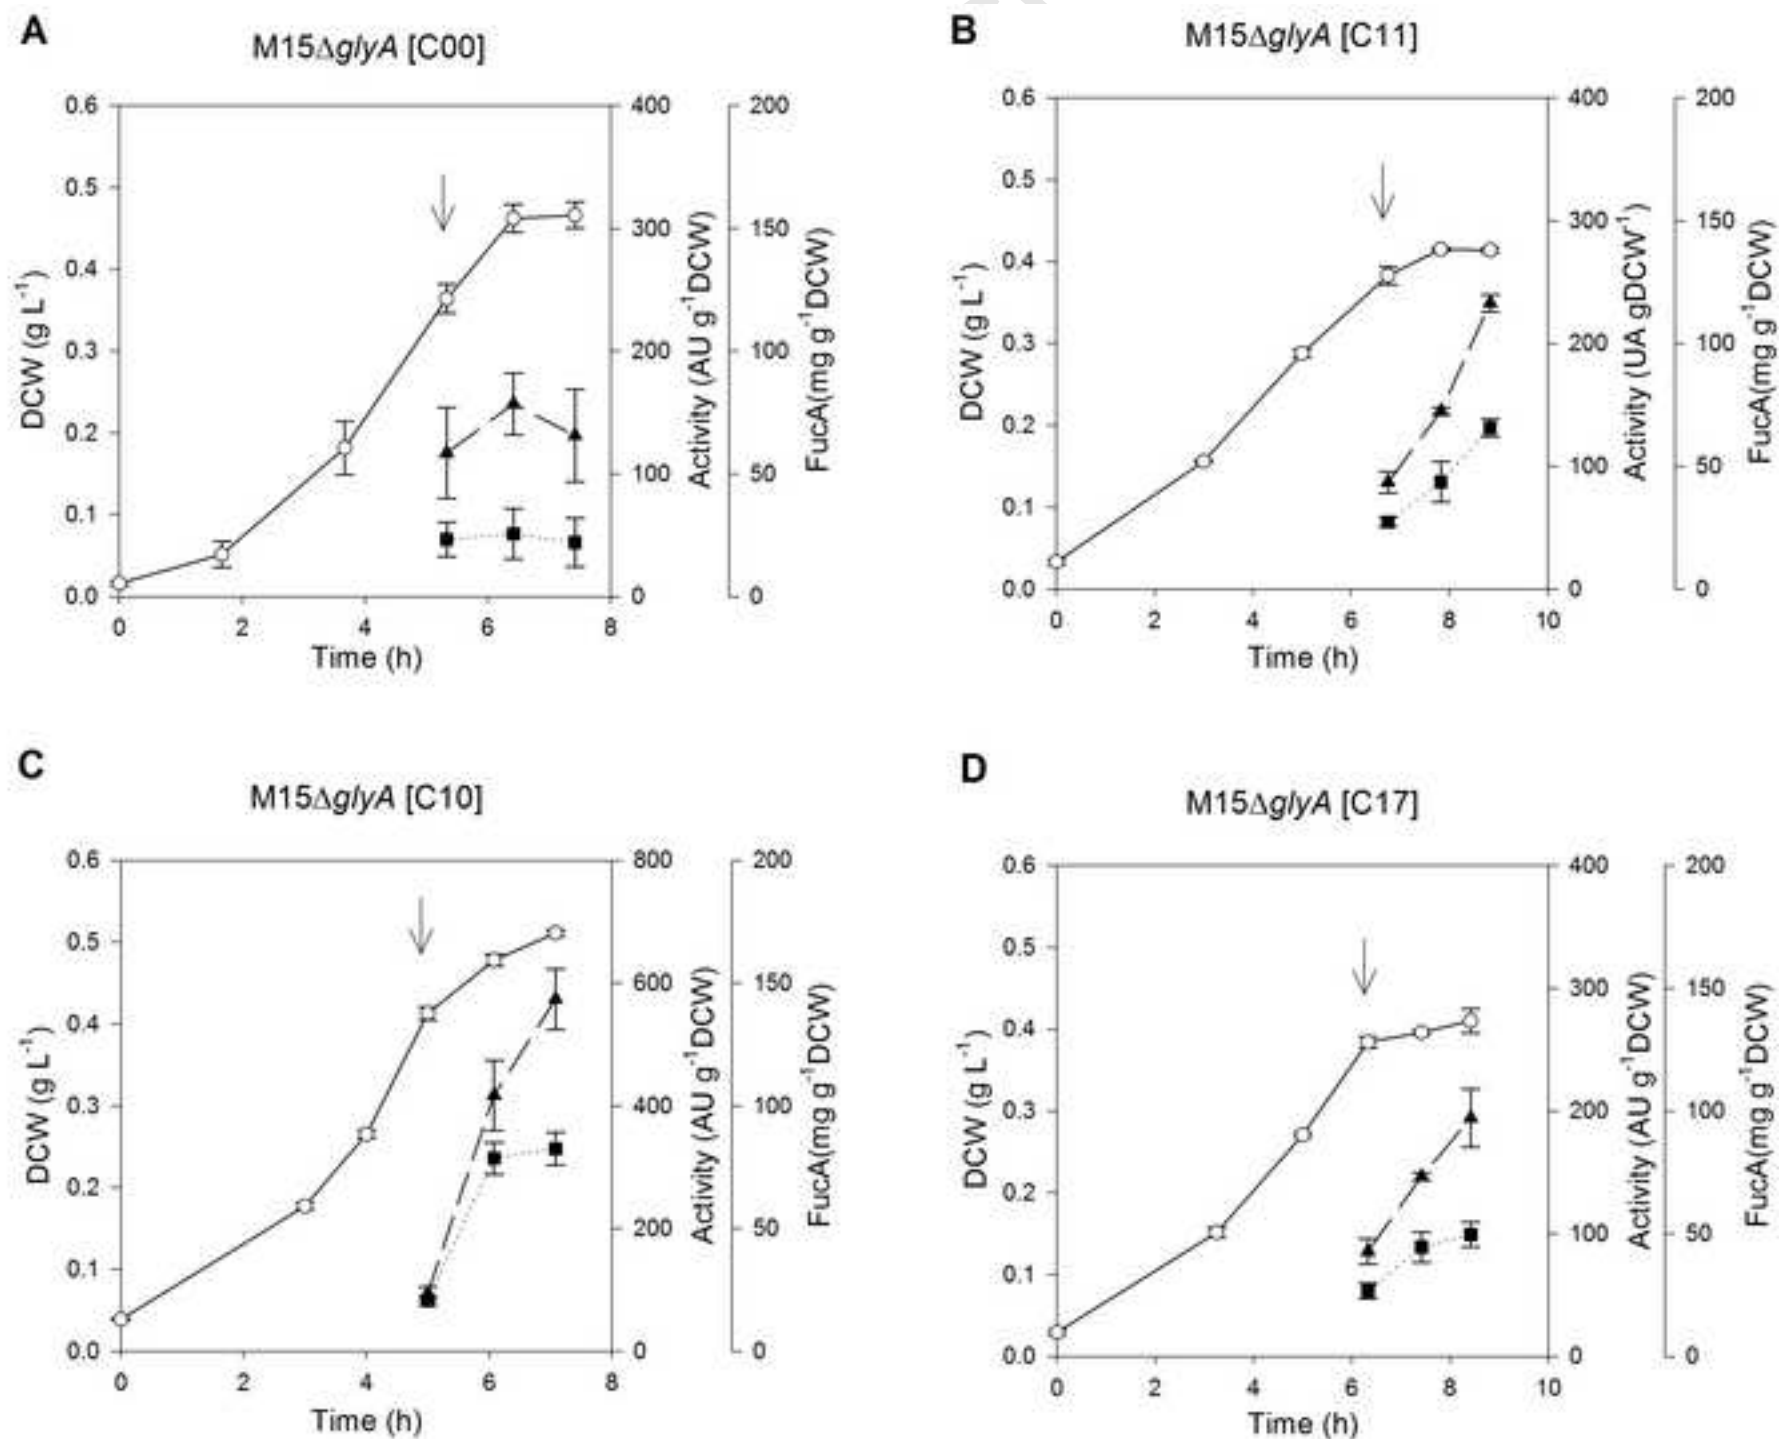 A
M15ΔglyA [C00]
0.6
0.5
0.4
0.3
0.2
0.1
0.0
DCW (g L⁻¹)
0 2 4 6 8
Time (h)
400
300
200
100
0
Activity (AU g⁻¹DCW)
200
150
100
50
0
FucA(mg g⁻¹DCW)
B
M15ΔglyA [C11]
0.6
0.5
0.4
0.3
0.2
0.1
0.0
DCW (g L⁻¹)
0 2 4 6 8 10
Time (h)
400
300
200
100
0
Activity (UA gDCW⁻¹)
200
150
100
50
0
FucA(mg g⁻¹DCW)
C
M15ΔglyA [C10]
0.6
0.5
0.4
0.3
0.2
0.1
0.0
DCW (g L⁻¹)
0 2 4 6 8
Time (h)
800
600
400
200
0
Activity (AU g⁻¹DCW)
200
150
100
50
0
FucA(mg g⁻¹DCW)
D
M15ΔglyA [C17]
0.6
0.5
0.4
0.3
0.2
0.1
0.0
DCW (g L⁻¹)
0 2 4 6 8 10
Time (h)
400
300
200
100
0
Activity (AU g⁻¹DCW)
200
150
100
50
0
FucA(mg g⁻¹DCW)